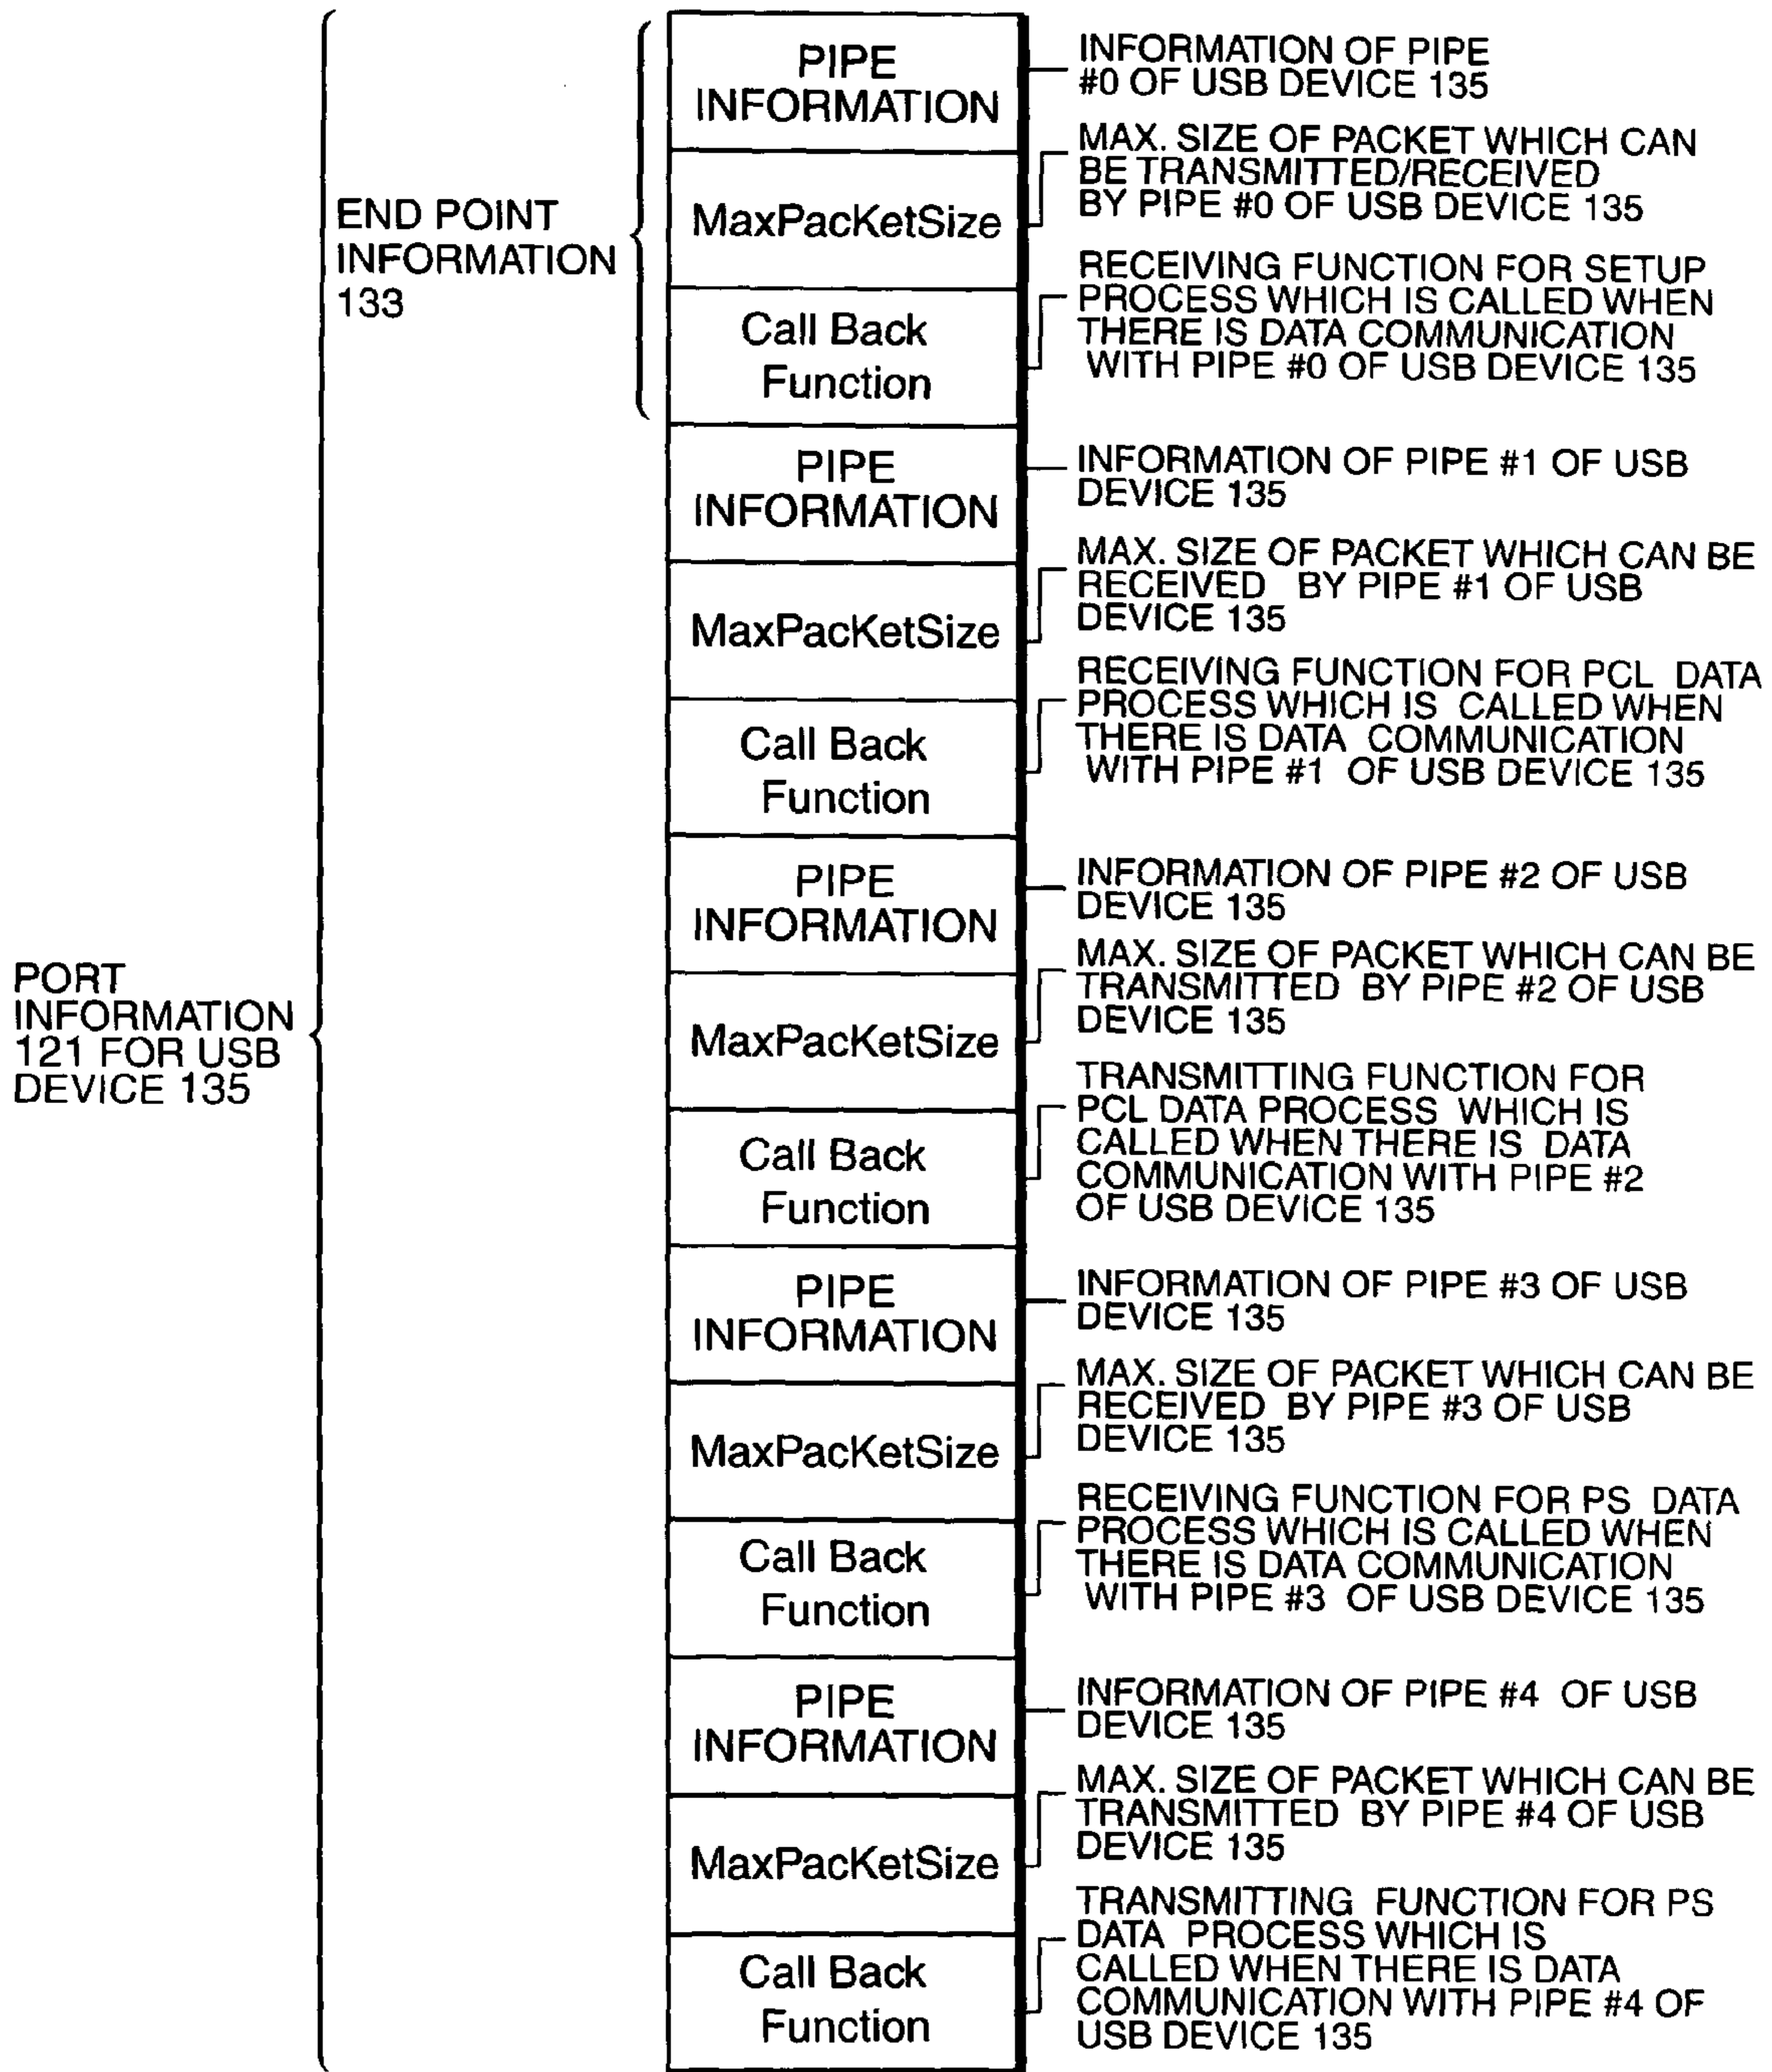 PORT
INFORMATION
121 FOR USB
DEVICE 135
END POINT
INFORMATION
133
PIPE
INFORMATION
INFORMATION OF PIPE
#0 OF USB DEVICE 135
MaxPacKetSize
MAX. SIZE OF PACKET WHICH CAN
BE TRANSMITTED/RECEIVED
BY PIPE #0 OF USB DEVICE 135
Call Back
Function
RECEIVING FUNCTION FOR SETUP
PROCESS WHICH IS CALLED WHEN
THERE IS DATA COMMUNICATION
WITH PIPE #0 OF USB DEVICE 135
PIPE
INFORMATION
INFORMATION OF PIPE #1 OF USB
DEVICE 135
MaxPacKetSize
MAX. SIZE OF PACKET WHICH CAN BE
RECEIVED BY PIPE #1 OF USB
DEVICE 135
Call Back
Function
RECEIVING FUNCTION FOR PCL DATA
PROCESS WHICH IS CALLED WHEN
THERE IS DATA COMMUNICATION
WITH PIPE #1 OF USB DEVICE 135
PIPE
INFORMATION
INFORMATION OF PIPE #2 OF USB
DEVICE 135
MaxPacKetSize
MAX. SIZE OF PACKET WHICH CAN BE
TRANSMITTED BY PIPE #2 OF USB
DEVICE 135
Call Back
Function
TRANSMITTING FUNCTION FOR
PCL DATA PROCESS WHICH IS
CALLED WHEN THERE IS DATA
COMMUNICATION WITH PIPE #2
OF USB DEVICE 135
PIPE
INFORMATION
INFORMATION OF PIPE #3 OF USB
DEVICE 135
MaxPacKetSize
MAX. SIZE OF PACKET WHICH CAN BE
RECEIVED BY PIPE #3 OF USB
DEVICE 135
Call Back
Function
RECEIVING FUNCTION FOR PS DATA
PROCESS WHICH IS CALLED WHEN
THERE IS DATA COMMUNICATION
WITH PIPE #3 OF USB DEVICE 135
PIPE
INFORMATION
INFORMATION OF PIPE #4 OF USB
DEVICE 135
MaxPacKetSize
MAX. SIZE OF PACKET WHICH CAN BE
TRANSMITTED BY PIPE #4 OF USB
DEVICE 135
Call Back
Function
TRANSMITTING FUNCTION FOR PS
DATA PROCESS WHICH IS
CALLED WHEN THERE IS DATA
COMMUNICATION WITH PIPE #4 OF
USB DEVICE 135